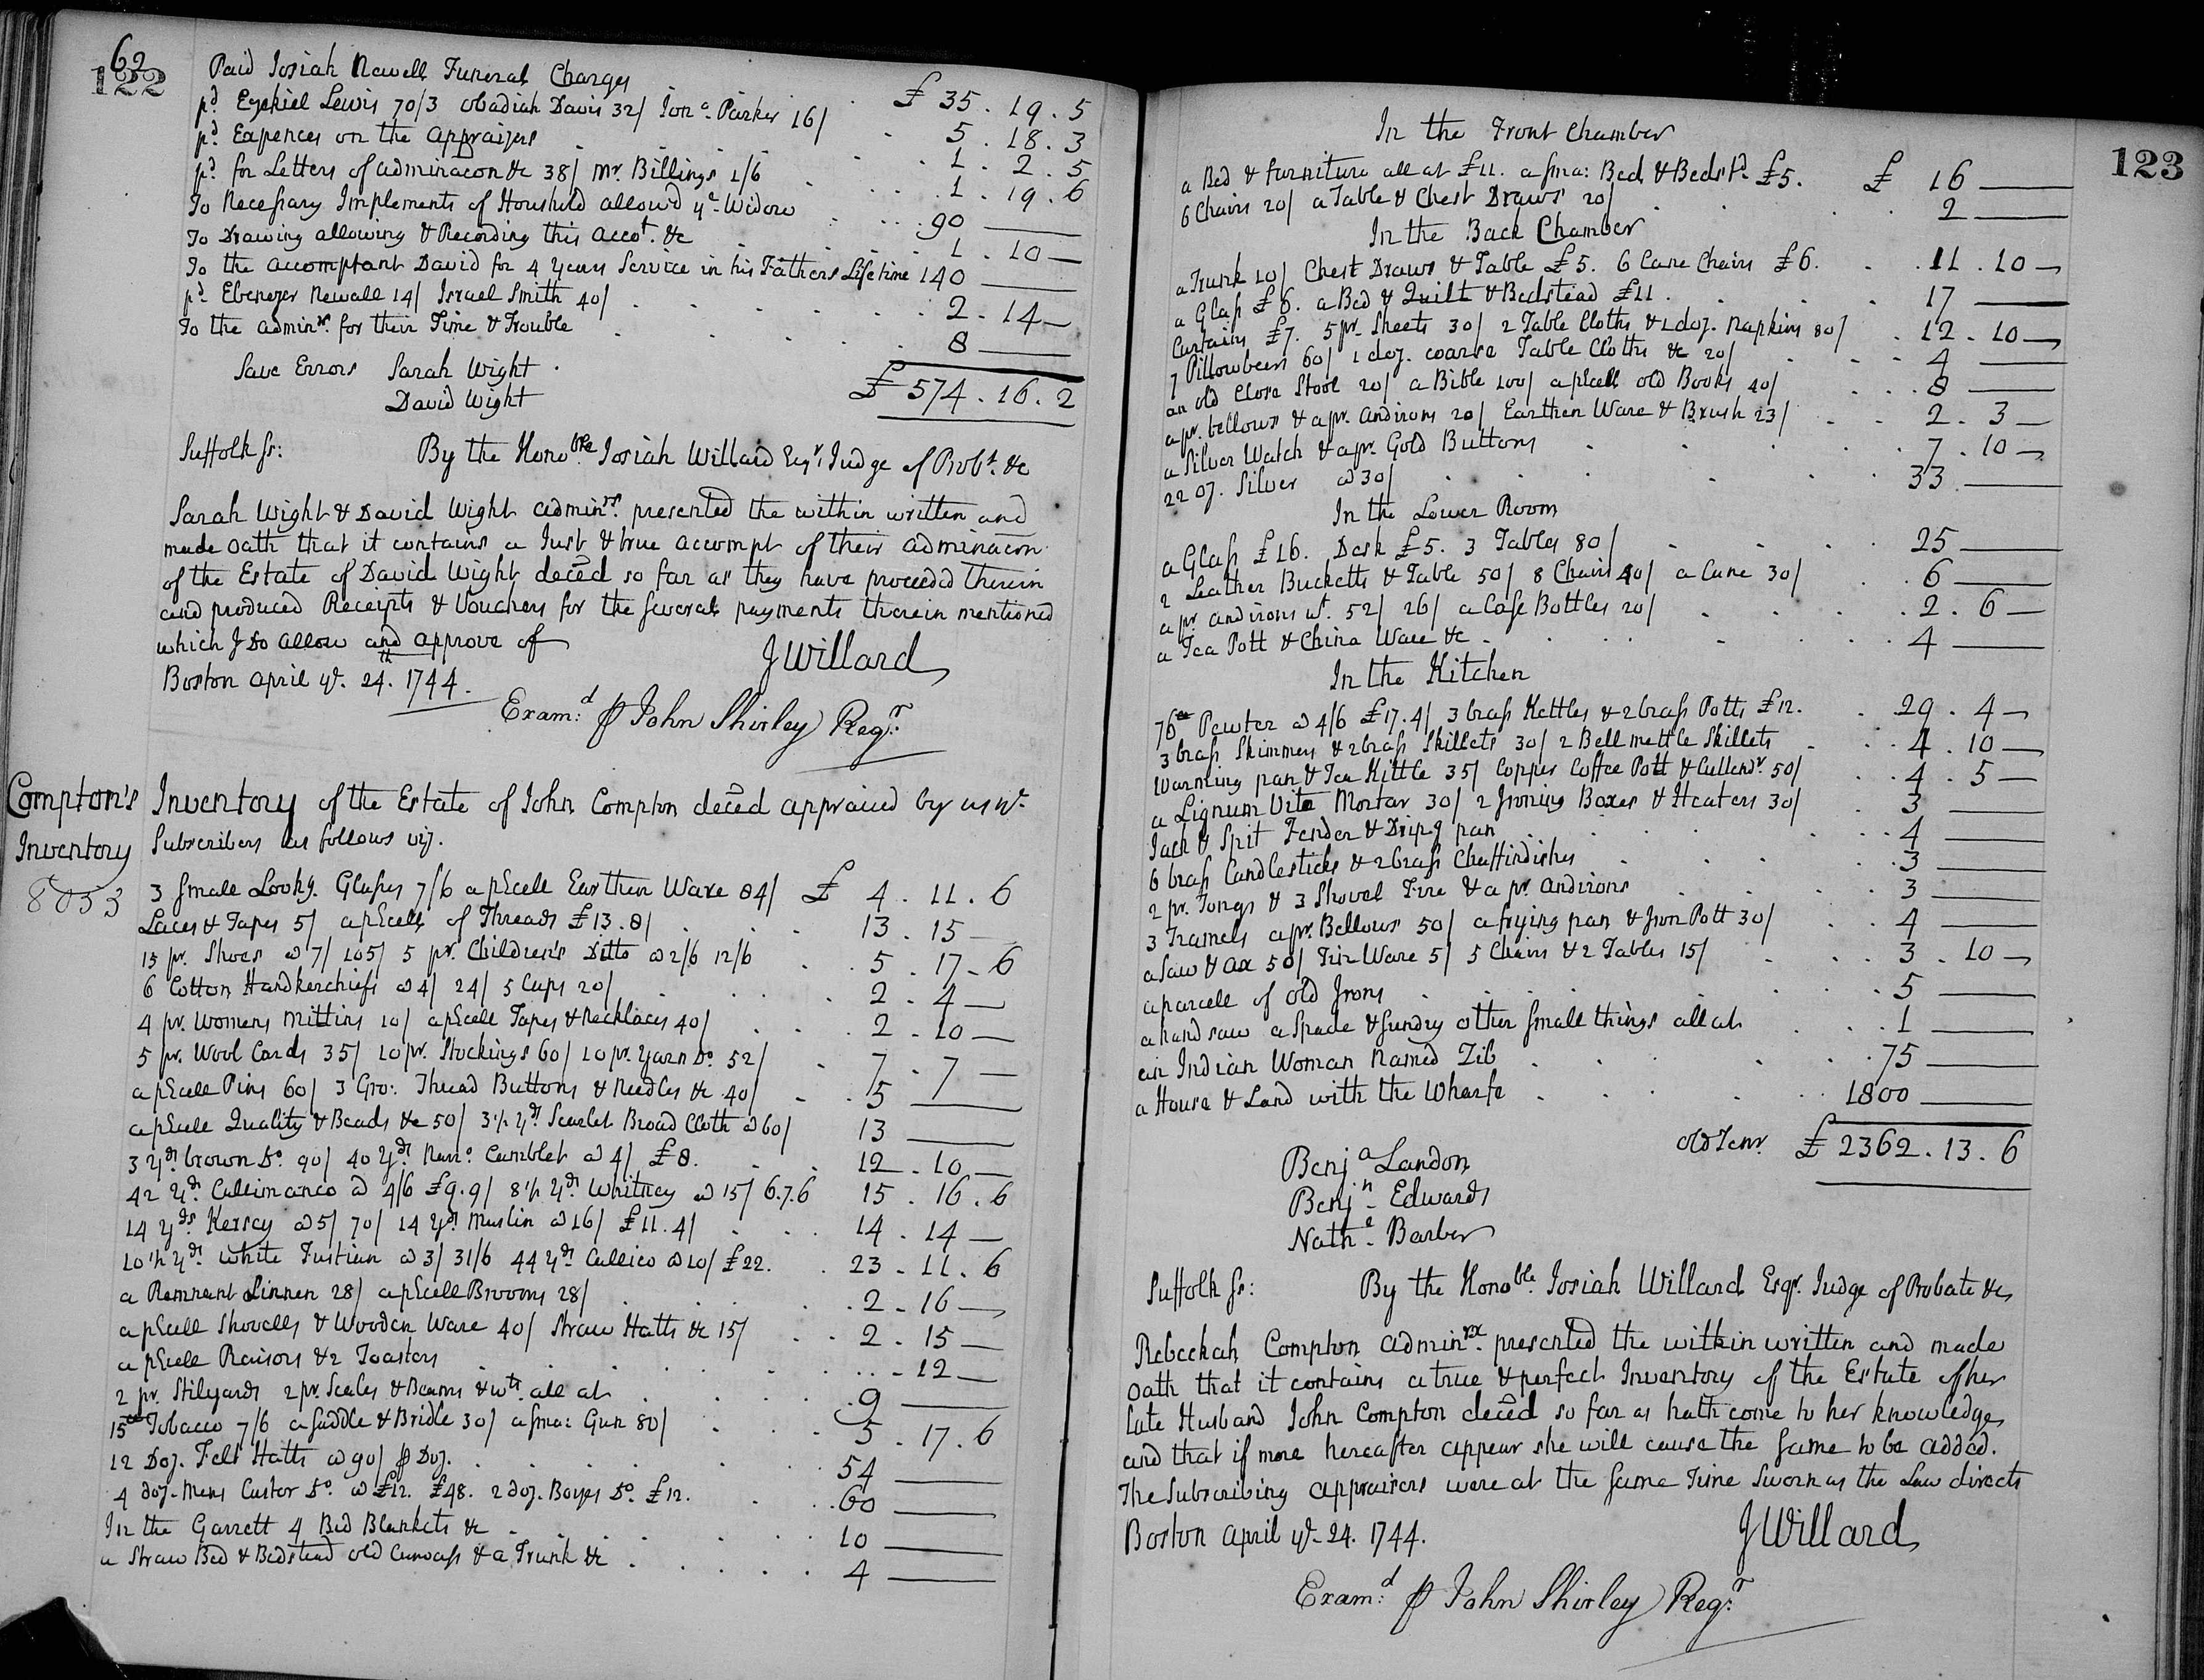 62
122
Paid Josiah Newell Funeral Charges . £ 35 . 19 . 5
pd. Ezekiel Lewis 70/3 Obadiah Davis 32/ Jona. Parker 16/ . 5 . 18 . 3
pd. Expences on the Appraizers . . . 1 . 2 . 5
pd. for Letters of Adminacon &c 38/ Mr. Billings 1/6 . . . 1 . 19 . 6
To Necessary Implements of Houshold allow'd ye. Widow . . . 90 —
To Drawing allowing & Recording this Accot. &c . . . 1 . 10 —
To the Accomptant David for 4 Years Service in his Fathers Lifetime 140 —
pd. Ebenezer Newall 14/ Israel Smith 40/ . . . 2 . 14 —
To the Adminrs. for their Time & Trouble . . . 8 —
Save Errors Sarah Wight . £ 574 . 16 . 2
David Wight
Suffolk ss: By the Honoble. Josiah Willard Esqr. Judge of Probt. &c
Sarah Wight & David Wight Adminrs. presented the within written and
made Oath that it contains a Just & true Accompt of their Adminacon
of the Estate of David Wight deced so far as they have proceeded therein
and produced Receipts & Vouchers for the several payments therein mentioned
which I Do allow and approve of J Willard
Boston April ye. 24.th 1744.
Exam:d ℘ John Shirley Regr.
Compton's
Inventory
8053
Inventory of the Estate of John Compton deced appraised by us ye.
Subscribers as follows viz.
3 small Lookg. Glasses 7/6 a pcell Earthen Ware 84/ £ 4 . 11 . 6
Laces & Tapes 5/ a pcell of Threads £13.8/ . . . 13 . 15 —
15 pr. Shoes @ 7/ 105/ 5 pr. Children's Ditto @ 2/6 12/6 . . 5 . 17 . 6
6 Cotton Handkerchiefs @ 4/ 24/ 5 Caps 20/ . . 2 . 4 —
4 pr. Womens Mittins 10/ a pcell Tapes & Necklaces 40/ . . . 2 . 10 —
5 pr. Wool Cards 35/ 10 pr. Stockings 60/ 10 pr. Yarn Do. 52/ . 7 . 7 —
a pcell Pins 60/ 3 Gro: Thread Buttons & Needles &c 40/ . . 5 —
a pcell Quality & Beads &c 50/ 3 1/2 Yds. Scarlet Broad Cloth @ 60/ 13 —
3 Yds. brown Do. 90/ 40 Yds. Narro. Camblet @ 4/ £8. . . 12 . 10 —
42 Yds. Callimanco @ 4/6 £9.9/ 8 1/2 Yds. Whitney @ 15/ 6.7.6 15 . 16 . 6
14 Yds. Kersey @ 5/ 70/ 14 Yds. Muslin @ 16/ £11.4/ . . . 14 . 14 —
10 1/2 Yds. white Fustian @ 3/ 31/6 44 Yds. Callico @ 10/ £22. . 23 . 11 . 6
a Remnant Linnen 28/ a pcell Brooms 28/ . . . 2 . 16 —
a pcell Shovells & Wooden Ware 40/ Straw Hatts &c 15/ . . 2 . 15 —
a pcell Raisons & 2 Toasters . . . 12 —
2 pr. Stilyards 2 pr. Scales & Beams & wts. all at . . . 9 —
15 lb Tobacco 7/6 a Saddle & Bridle 30/ a sma: Gun 80/ . . . 5 . 17 . 6
12 Doz. Felt Hatts @ 90/ ℘ Doz. . . . 54 —
4 doz. Mens Castor Do. @ £12. £48. 2 doz. Boyes Do. £12. . . 60 —
In the Garrett 4 Bed Blankets &c . . . 10 —
a Straw Bed & Bedstead old Canvass & a Trunk &c . . . 4 —
123
In the Front Chamber
a Bed & furniture all at £11. a sma: Bed & Bedstd. £5. £ 16 —
6 Chairs 20/ a Table & Chest Draws 20/ . . . 2 —
In the Back Chamber
a Trunk 10/ Chest Draws & Table £5. 6 Cane Chairs £6. . . 11 . 10 —
a Glass £6. a Bed & Quilt & Bedstead £11 . . . 17 —
Curtains £7. 5 pr. Sheets 30/ 2 Table Cloths & 1 doz. Napkins 80/ . 12 . 10 —
7 Pillowbeers 60/ 1 doz. coarse Table Cloths &c 20/ . . . 4 —
an old Close Stool 20/ a Bible 100/ a pcell old Books 40/ . . . 8 —
a pr. bellows & a pr. Andirons 20/ Earthen Ware & Brush 23/ . . 2 . 3 —
a Silver Watch & a pr. Gold Buttons . . . 7 . 10 —
22 oz. Silver @ 30/ . . . 33 —
In the Lower Room
a Glass £16. Desk £5. 3 Tables 80/ . . . 25 —
2 Leather Bucketts & Table 50/ 8 Chairs 40/ a Cane 30/ . . 6 —
a pr. Andirons wt. 52/ 26/ a Case Bottles 20/ . . . 2 . 6 —
a Tea Pott & China Ware &c . . . 4 —
In the Kitchen
76 lb Pewter @ 4/6 £17.4/ 3 brass Kettles & 2 brass Potts £12. . 29 . 4 —
3 brass Skimmers & 2 brass Skillets 30/ 2 Bell mettle Skillets . . 4 . 10 —
Warming pan & Tea Kittle 35/ Copper Coffee Pott & Cullendr. 50/ . . 4 . 5 —
a Lignum Vitæ Mortar 30/ 2 Ironing Boxes & Heaters 30/ . 3 —
Jack & Spit Fender & Dripg pan . . . 4 —
6 brass Candlesticks & 2 brass Chaffindishes . . . 3 —
2 pr. Tongs & 3 Shovel Fire & a pr. Andirons . . . 3 —
3 Tramels a pr. Bellows 50/ a frying pan & Iron Pott 30/ . . 4 —
a Saw & Ax 50/ Tin Ware 5/ 5 Chairs & 2 Tables 15/ . . . 3 . 10 —
a parcell of Old Irons . . . 5 —
a hand saw a Spade & sundry other small things all at . . . 1 —
an Indian Woman Named Zib . . . 75 —
a House & Land with the Wharfe . . . 1800 —
Old Tenr. £ 2362 . 13 . 6
Benja Landon
Benjn. Edwards
Nathl. Barber
Suffolk ss: By the Honoble. Josiah Willard Esqr. Judge of Probate &c
Rebeckah Compton Adminrx. presented the within written and made
Oath that it contains a true & perfect Inventory of the Estate of her
late Husband John Compton deced so far as hath come to her knowledge,
and that if more hereafter appear she will cause the same to be added.
The Subscribing Appraisers were at the same Time Sworn as the Law directs
Boston April ye. 24. 1744. J Willard
Exam:d ℘ John Shirley Regr.